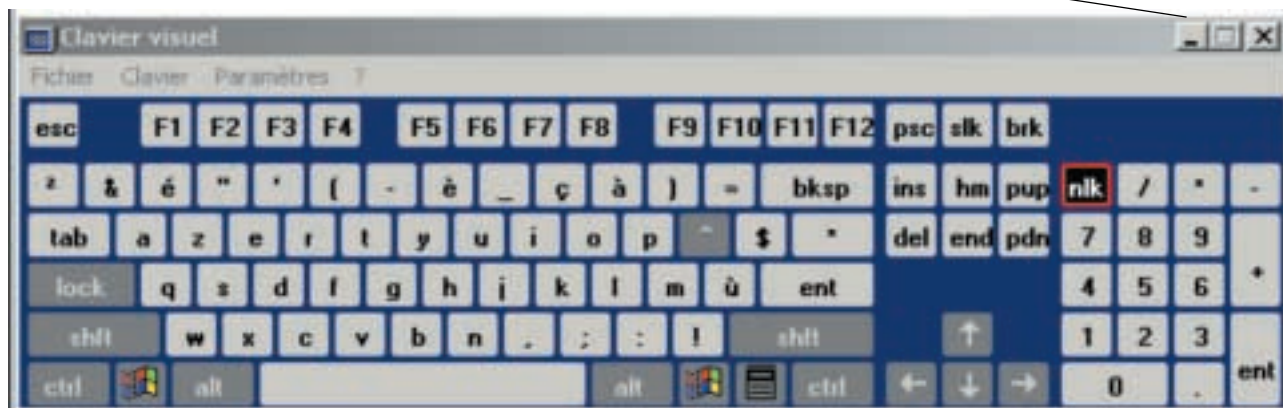 Clavier visuel
Fichier Clavier Paramètres ?
esc F1 F2 F3 F4 F5 F6 F7 F8 F9 F10 F11 F12 psc slk brk
² & é " ' ( - è _ ç à ) = bksp ins hm pup nlk / * -
tab a z e r t y u i o p ^ $ * del end pdn 7 8 9
lock q s d f g h j k l m ù ent 4 5 6 +
shft w x c v b n , ; : ! shft ↑ 1 2 3
ctrl alt alt ctrl ← ↓ → 0 . ent